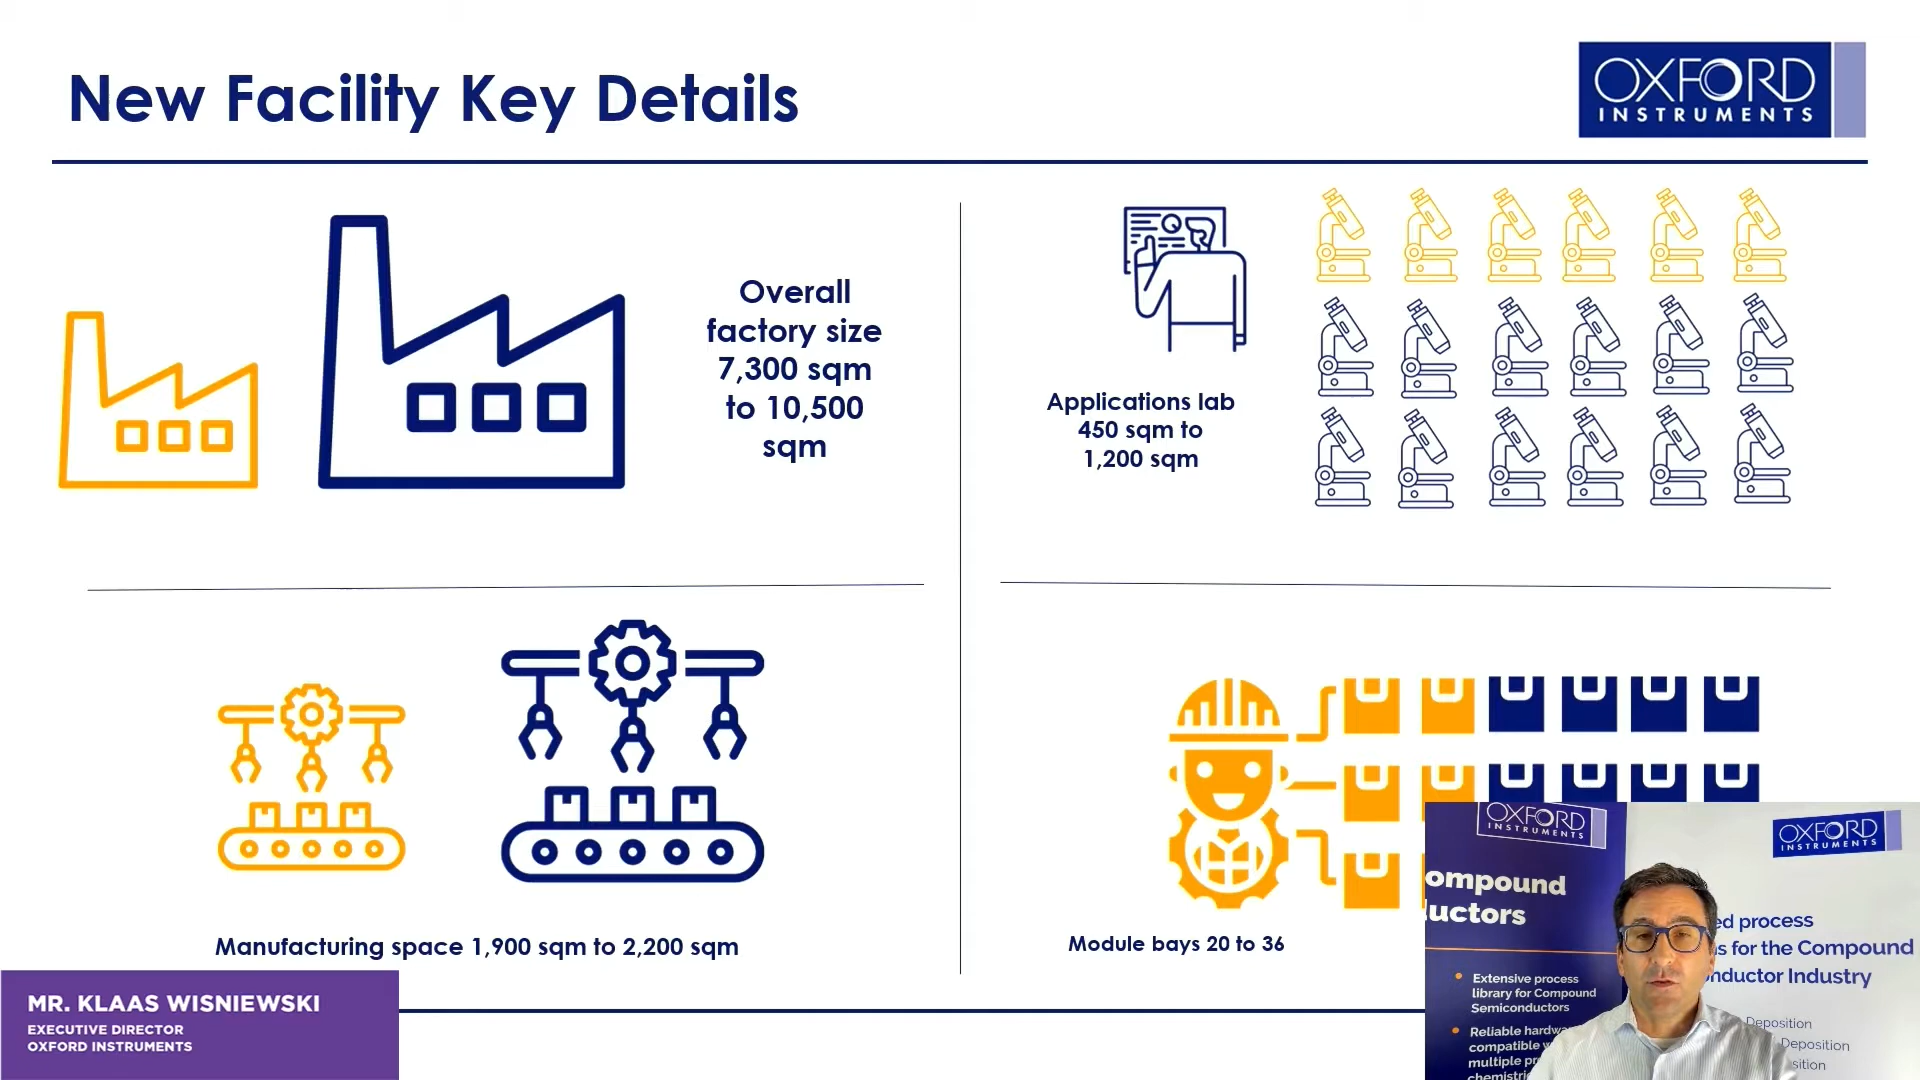 New Facility Key Details
OXFORD
INSTRUMENTS
Overall
factory size
7,300 sqm
to 10,500
sqm
Applications lab
450 sqm to
1,200 sqm
Manufacturing space 1,900 sqm to 2,200 sqm
Module bays 20 to 36
MR. KLAAS WISNIEWSKI
EXECUTIVE DIRECTOR
OXFORD INSTRUMENTS
OXFORD
INSTRUMENTS
ompound
uctors
Extensive process
library for Compound
Semiconductors
Reliable hardwa
compatible w
multiple pr
chemistri
OXFORD
INSTRUMENTS
ed process
s for the Compound
nductor Industry
Deposition
Deposition
sition